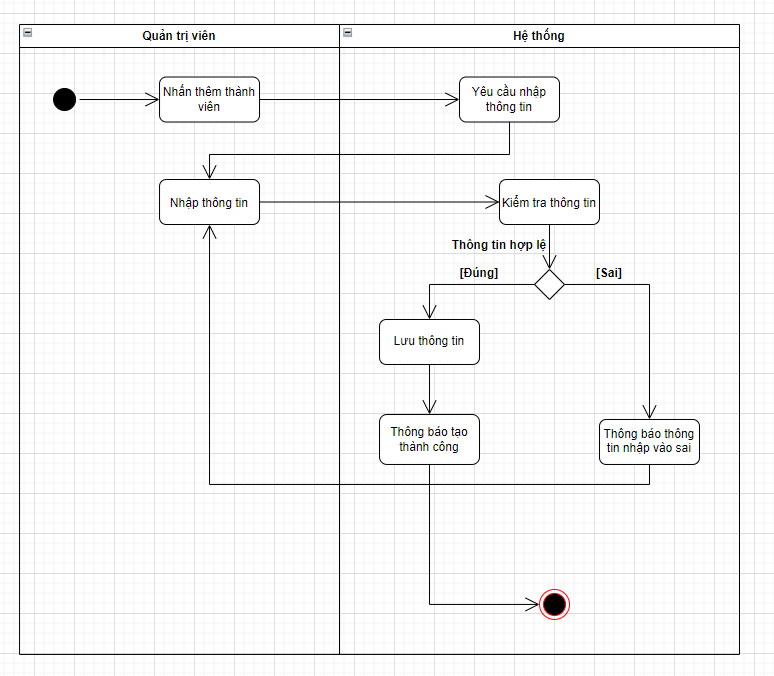 Quản trị viên
Hệ thống
Nhấn thêm thành
viên
Yêu cầu nhập
thông tin
Nhập thông tin
Kiểm tra thông tin
Thông tin hợp lệ
[Đúng]
[Sai]
Lưu thông tin
Thông báo tạo
thành công
Thông báo thông
tin nhập vào sai